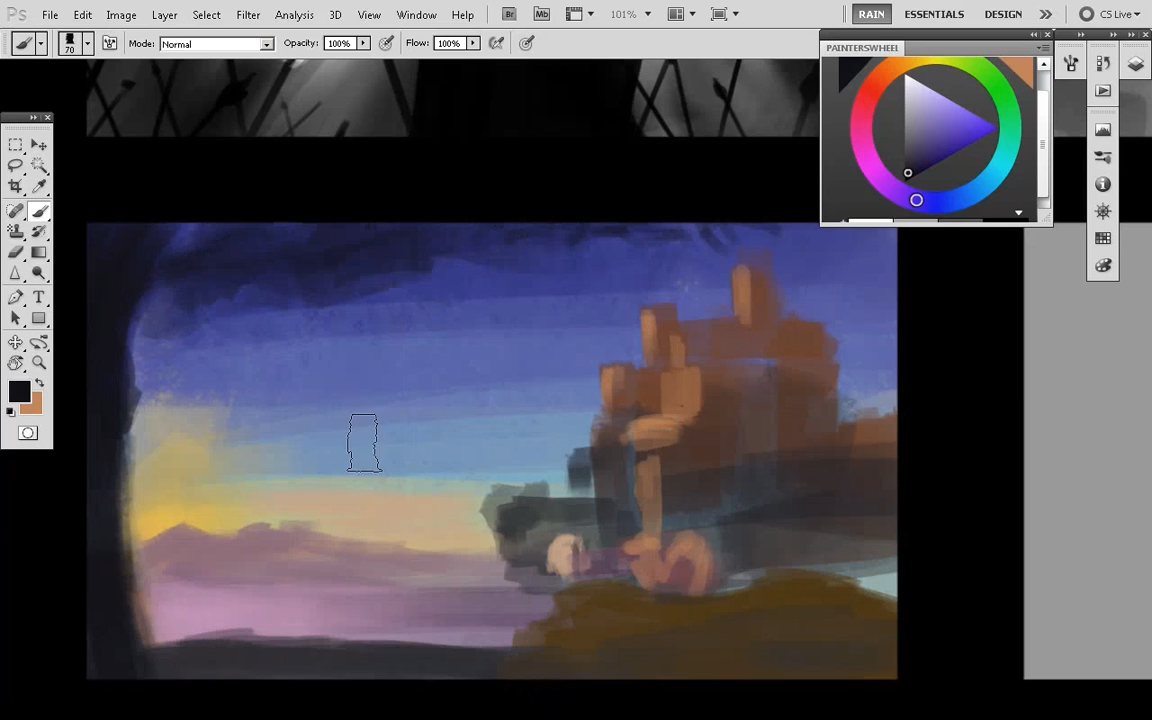 Ps File Edit Image Layer Select Filter Analysis 3D View Window Help Br Mb 101% RAIN ESSENTIALS DESIGN CS Live
70 Mode: Normal Opacity: 100% Flow: 100%
PAINTERSWHEEL
T